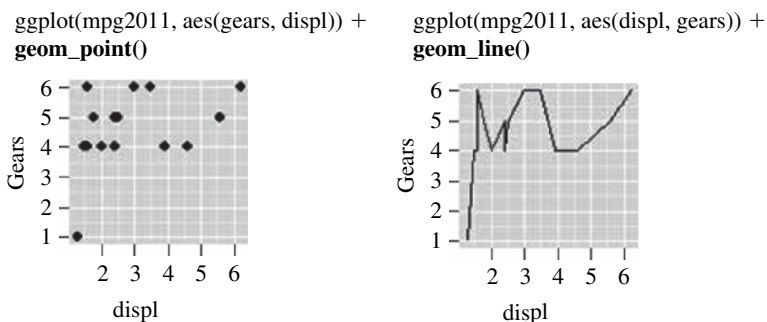 ggplot(mpg2011, aes(gears, displ)) +
geom_point()
6
5
4
3
2
1
Gears
2 3 4 5 6
displ
ggplot(mpg2011, aes(displ, gears)) +
geom_line()
6
5
4
3
2
1
Gears
2 3 4 5 6
displ